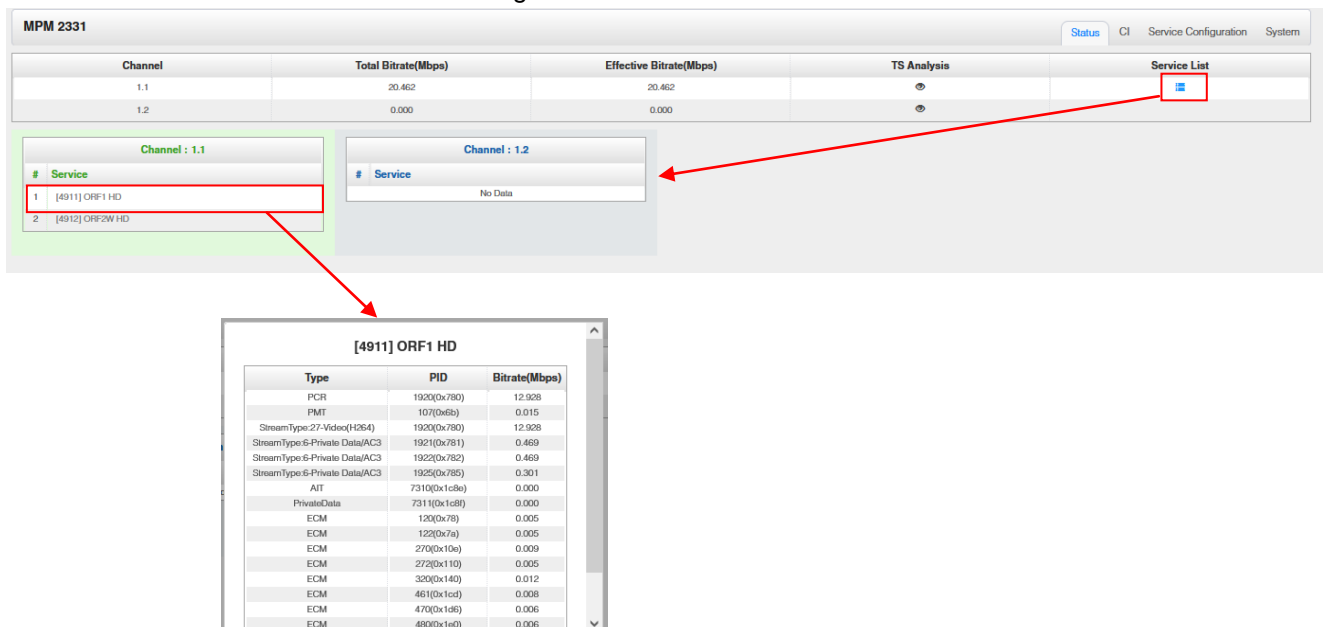 MPM 2331
Status CI Service Configuration System
Channel Total Bitrate(Mbps) Effective Bitrate(Mbps) TS Analysis Service List
1.1 20.462 20.462
1.2 0.000 0.000
Channel : 1.1
# Service
1 [4911] ORF1 HD
2 [4912] ORF2W HD
Channel : 1.2
# Service
No Data
[4911] ORF1 HD
Type PID Bitrate(Mbps)
PCR 1920(0x780) 12.928
PMT 107(0x6b) 0.015
StreamType:27-Video(H264) 1920(0x780) 12.928
StreamType:6-Private Data/AC3 1921(0x781) 0.469
StreamType:6-Private Data/AC3 1922(0x782) 0.469
StreamType:6-Private Data/AC3 1925(0x785) 0.301
AIT 7310(0x1c8e) 0.000
PrivateData 7311(0x1c8f) 0.000
ECM 120(0x78) 0.005
ECM 122(0x7a) 0.005
ECM 270(0x10e) 0.009
ECM 272(0x110) 0.005
ECM 320(0x140) 0.012
ECM 461(0x1cd) 0.008
ECM 470(0x1d6) 0.006
ECM 480(0x1e0) 0.006